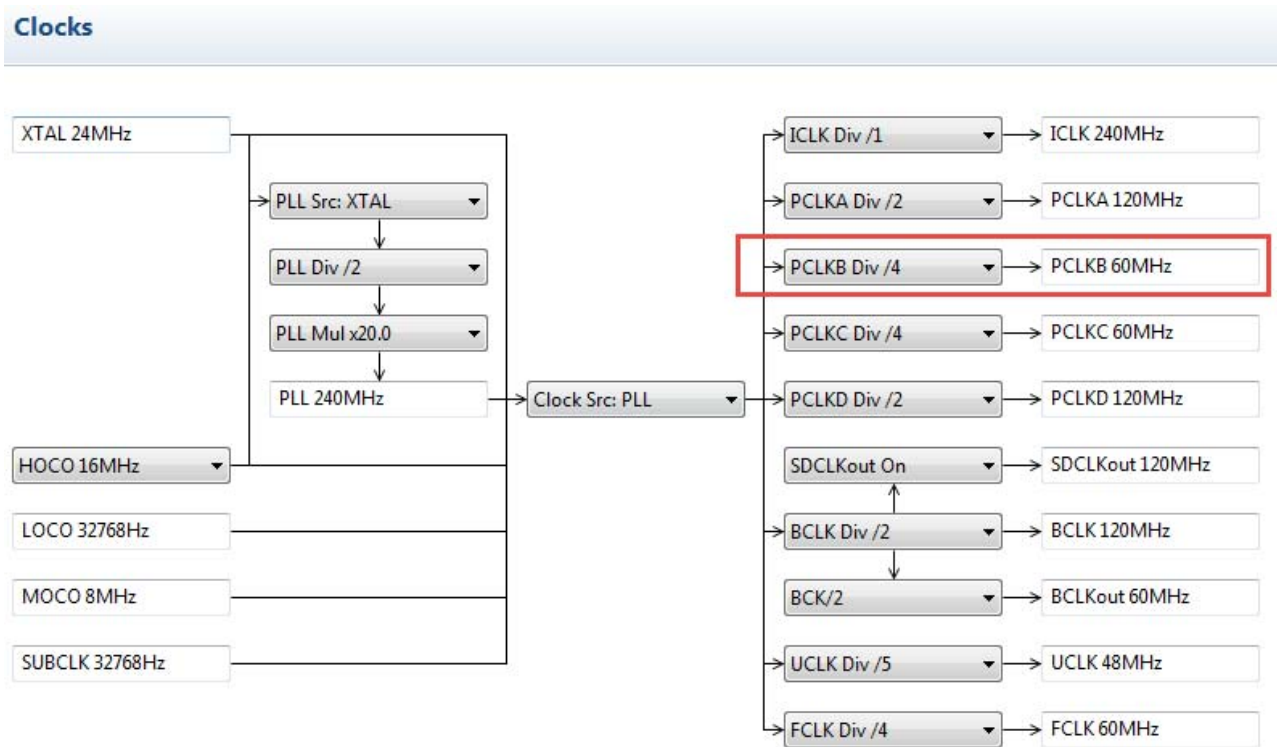 Clocks
XTAL 24MHz
PLL Src: XTAL
PLL Div /2
PLL Mul x20.0
PLL 240MHz
HOCO 16MHz
LOCO 32768Hz
MOCO 8MHz
SUBCLK 32768Hz
Clock Src: PLL
ICLK Div /1
ICLK 240MHz
PCLKA Div /2
PCLKA 120MHz
PCLKB Div /4
PCLKB 60MHz
PCLKC Div /4
PCLKC 60MHz
PCLKD Div /2
PCLKD 120MHz
SDCLKout On
SDCLKout 120MHz
BCLK Div /2
BCLK 120MHz
BCK/2
BCLKout 60MHz
UCLK Div /5
UCLK 48MHz
FCLK Div /4
FCLK 60MHz